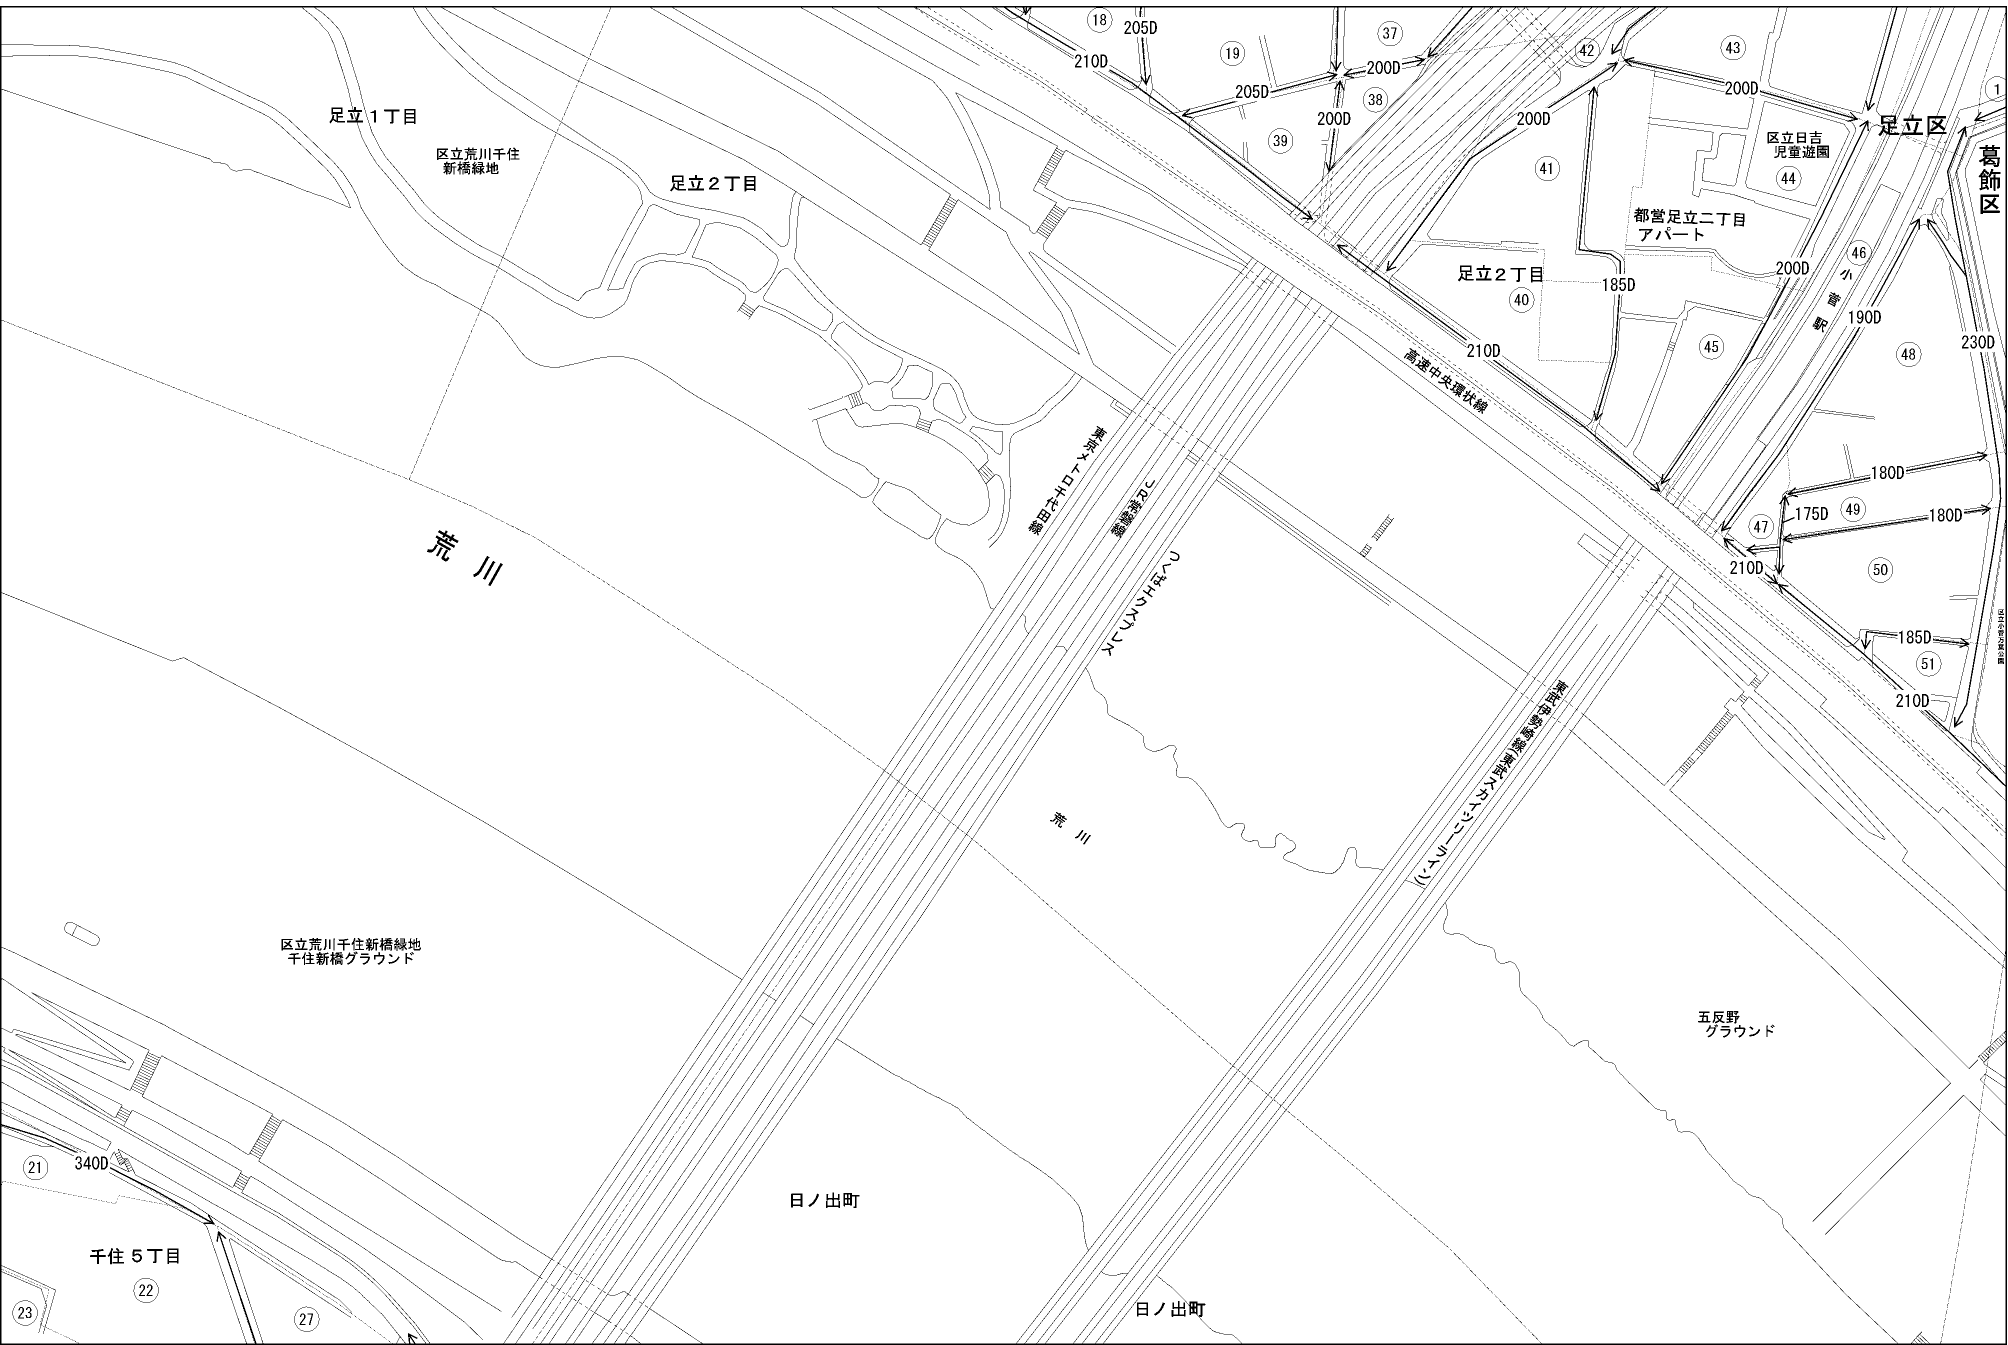 18
205D
37
42
43
210D
19
200D
205D
38
200D
1
足立１丁目
200D
200D
足立区
39
区立日吉
児童遊園
区立荒川千住
新橋緑地
41
44
葛飾区
足立２丁目
都営足立二丁目
アパート
46
小菅駅
200D
足立２丁目
185D
40
190D
230D
210D
45
48
高速中央環状線
東京メトロ千代田線
180D
JR常磐線
175D
49
180D
47
荒川
210D
50
つくばエクスプレス
区立小菅万葉公園
185D
51
210D
東武伊勢崎線(東武スカイツリーライン)
荒川
区立荒川千住新橋緑地
千住新橋グラウンド
五反野
グラウンド
340D
21
日ノ出町
千住５丁目
22
日ノ出町
23
27